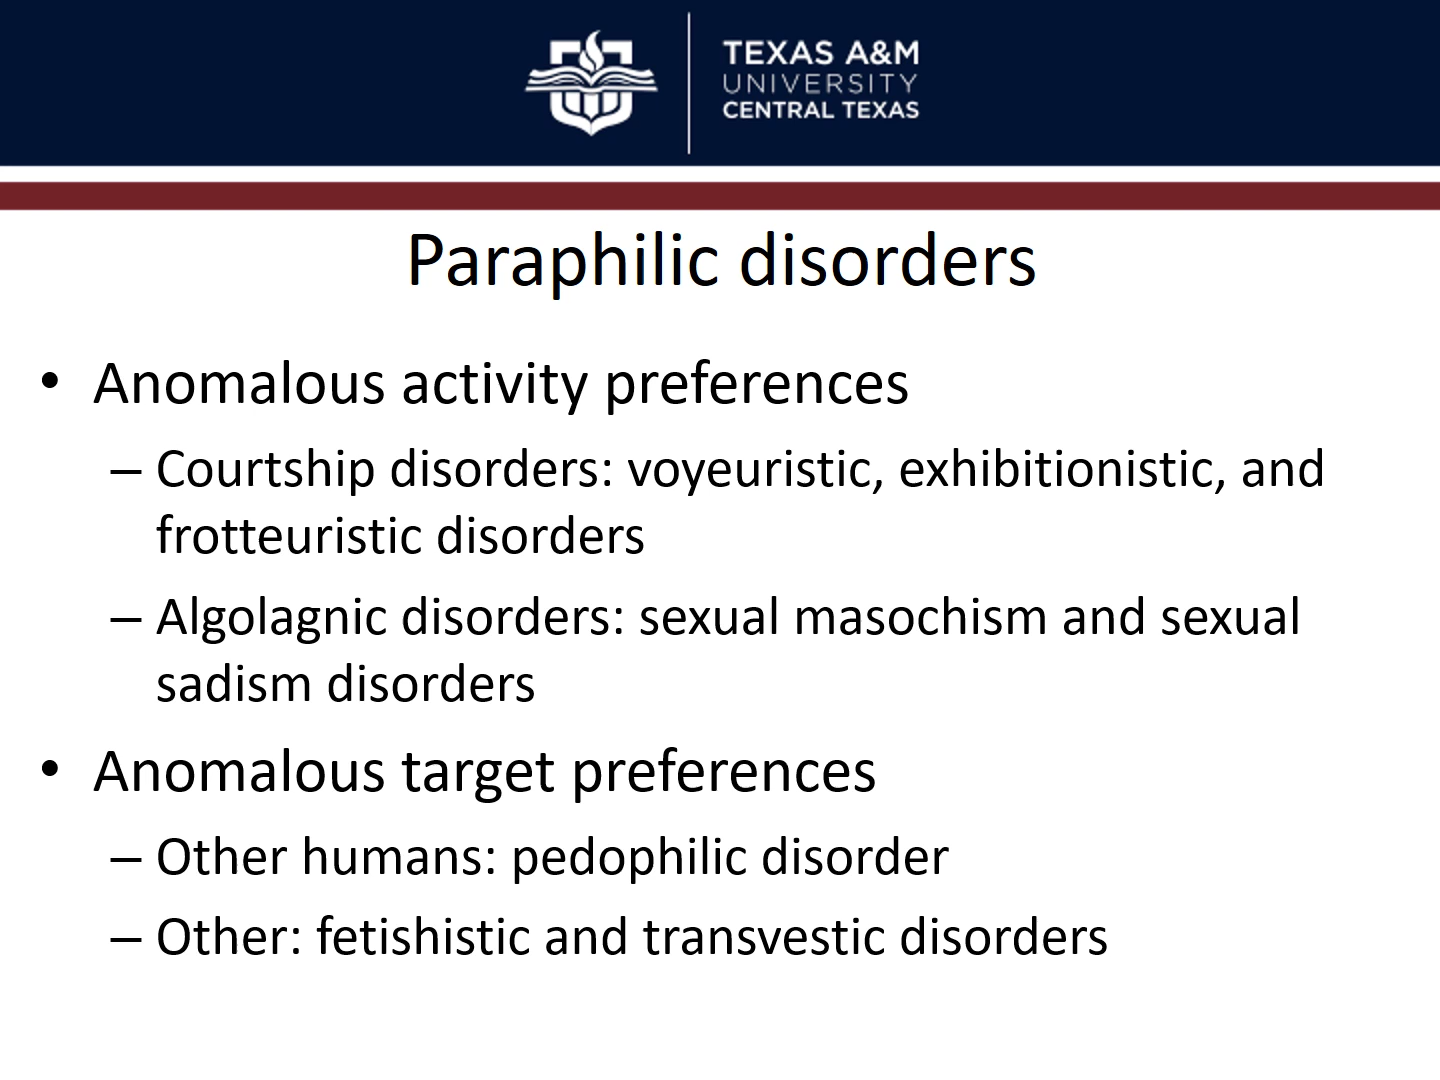 TEXAS A&M
UNIVERSITY
CENTRAL TEXAS
Paraphilic disorders
• Anomalous activity preferences
– Courtship disorders: voyeuristic, exhibitionistic, and
frotteuristic disorders
– Algolagnic disorders: sexual masochism and sexual
sadism disorders
• Anomalous target preferences
– Other humans: pedophilic disorder
– Other: fetishistic and transvestic disorders